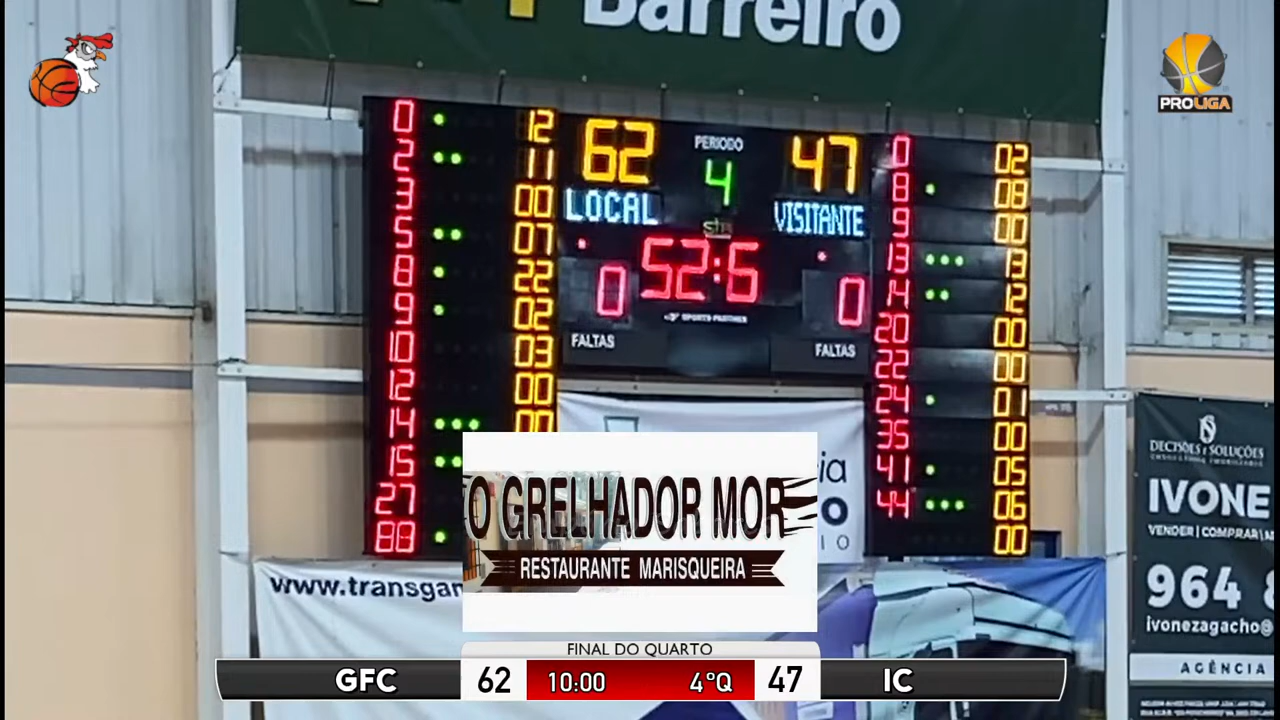 Barreiro
PROLIGA
0 12
2 11
3 00
5 07
8 22
9 02
10 03
12 00
14 00
15
27
88
62 PERIODO 47
4
LOCAL VISITANTE
52:6
0 0
SPORTS PARTNER
FALTAS FALTAS
0 02
8 08
9 00
13 13
14 12
20 00
22 00
24 01
35 00
41 05
44 06
00
O GRELHADOR MOR
RESTAURANTE MARISQUEIRA
www.transgar
DECISÕES E SOLUÇÕES
IVONE
VENDER | COMPRAR
964 8
ivonezagacho@
AGÊNCIA
FINAL DO QUARTO
GFC 62 10:00 4ºQ 47 IC